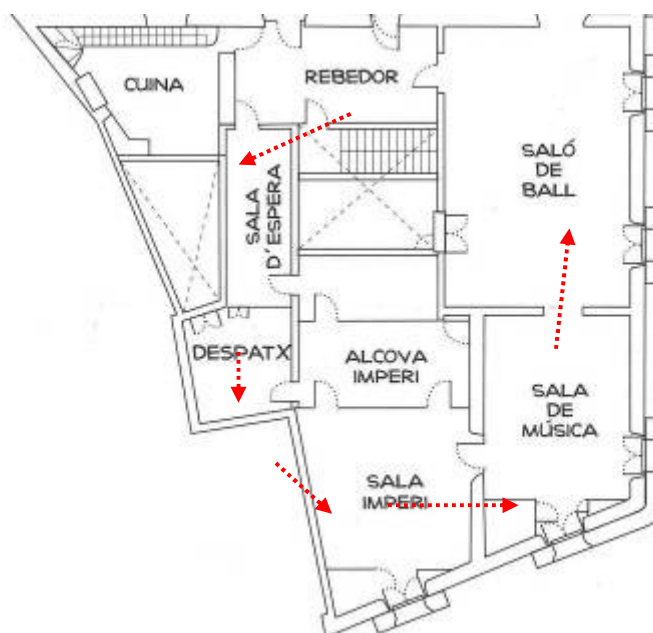 CUINA
REBEDOR
SALÓ
DE
BALL
SALA
D'ESPERA
DESPATX
ALCOVA
IMPERI
SALA
DE
MÚSICA
SALA
IMPERI